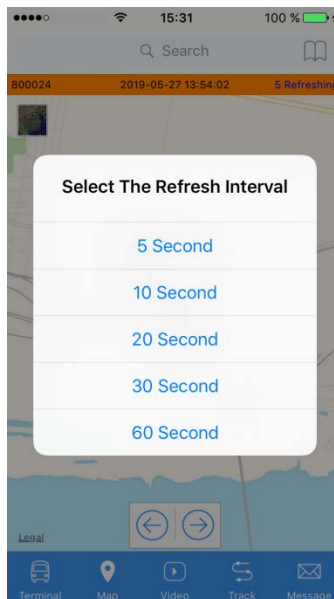 15:31
100 %
Search
800024
2019-05-27 13:54:02
5 Refreshing
Select The Refresh Interval
5 Second
10 Second
20 Second
30 Second
60 Second
Legal
Terminal
Map
Video
Track
Message